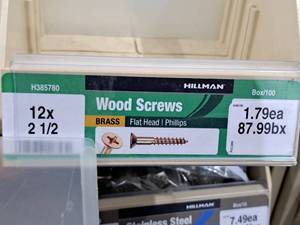 H385780
HILLMAN
Box/100
12x
2 1/2
Wood Screws
BRASS Flat Head | Phillips
1.79ea
87.99bx
HILLMAN
Stainless Steel
7.49ea